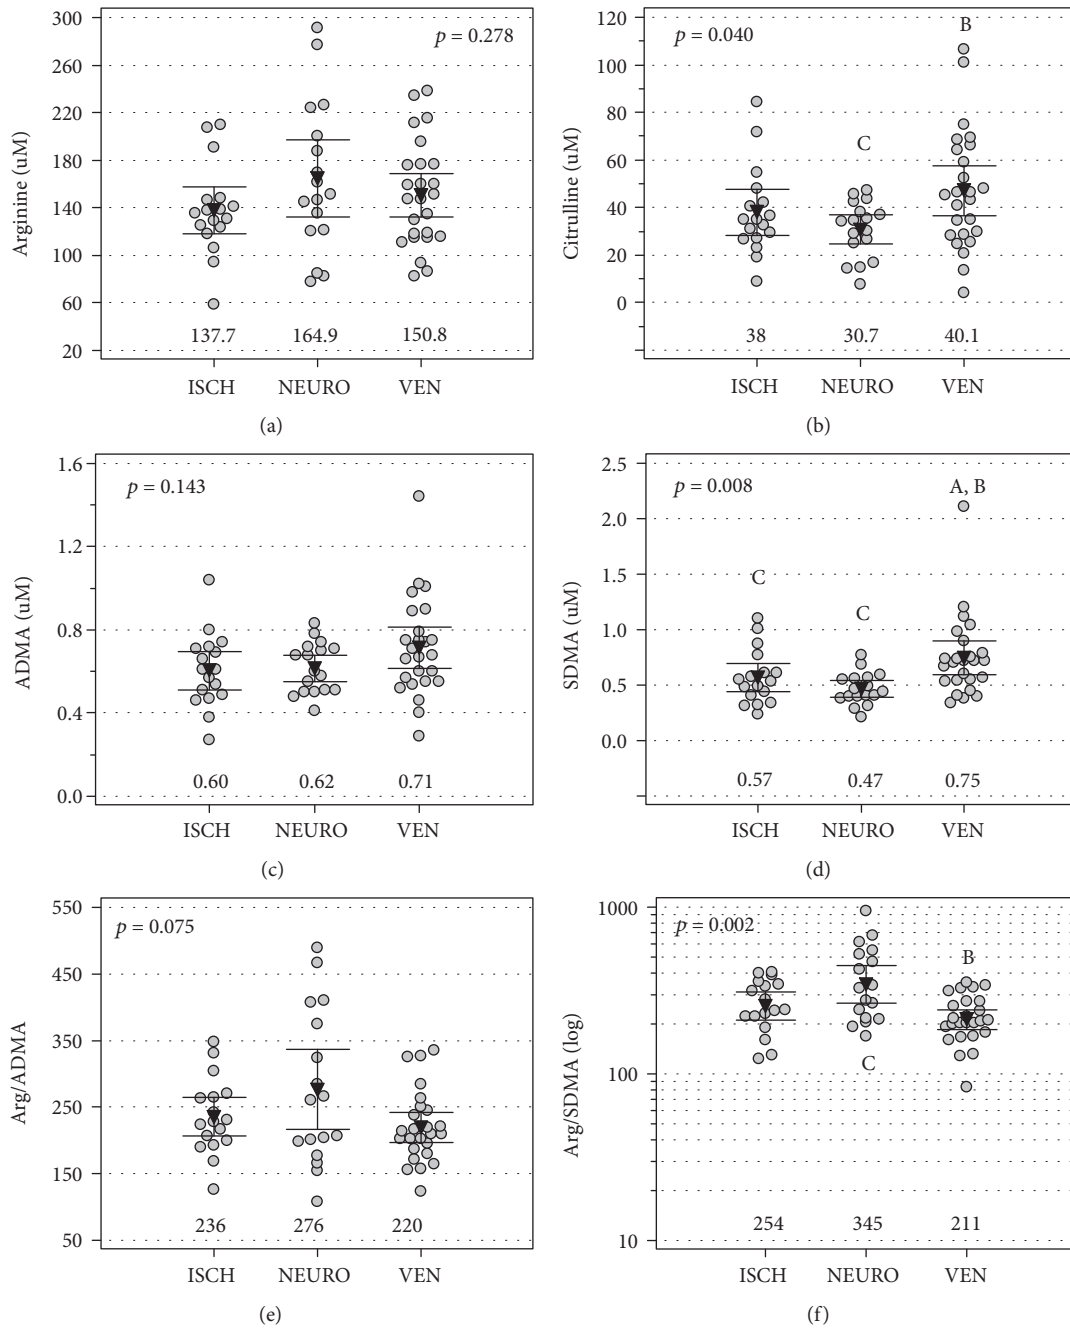 300
260
220
180
140
100
60
20
Arginine (uM)
p = 0.278
137.7
164.9
150.8
ISCH
NEURO
VEN
(a)
120
100
80
60
40
20
0
Citrulline (uM)
p = 0.040
B
C
38
30.7
40.1
ISCH
NEURO
VEN
(b)
1.6
1.2
0.8
0.4
0.0
ADMA (uM)
p = 0.143
0.60
0.62
0.71
ISCH
NEURO
VEN
(c)
2.5
2.0
1.5
1.0
0.5
0.0
SDMA (uM)
p = 0.008
A, B
C
C
0.57
0.47
0.75
ISCH
NEURO
VEN
(d)
550
450
350
250
150
50
Arg/ADMA
p = 0.075
236
276
220
ISCH
NEURO
VEN
(e)
1000
100
10
Arg/SDMA (log)
p = 0.002
B
C
254
345
211
ISCH
NEURO
VEN
(f)